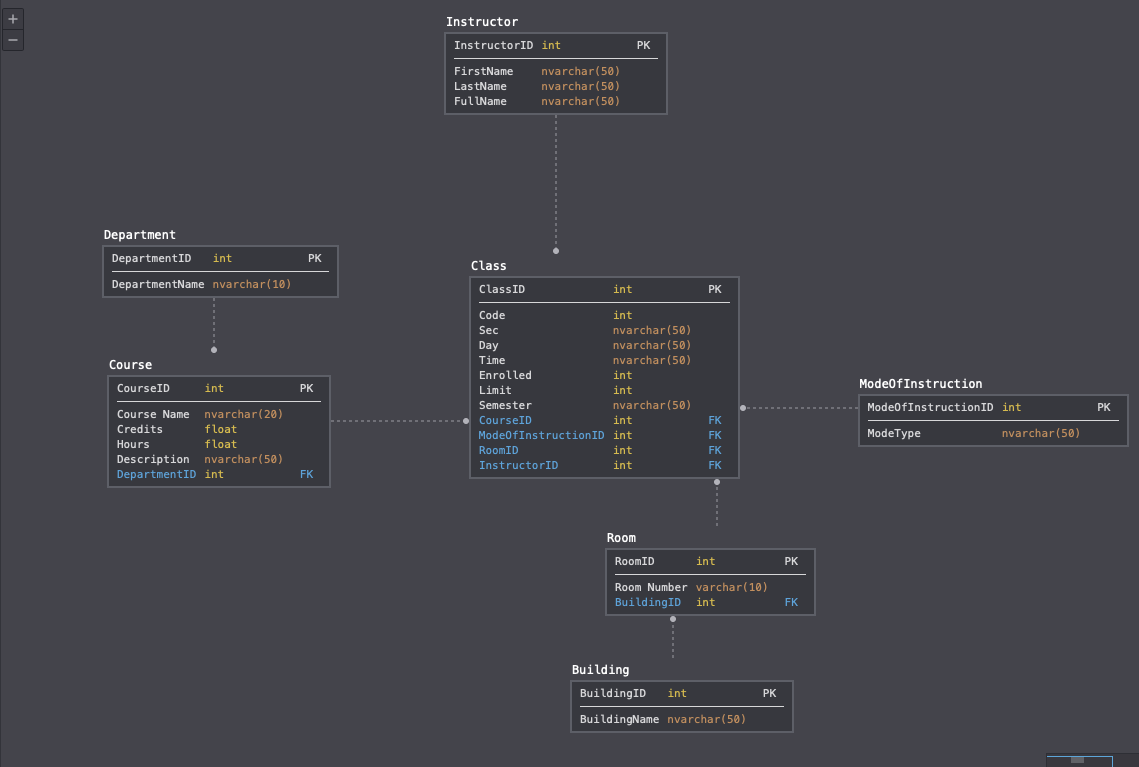 +
−
Instructor
InstructorID int PK
FirstName nvarchar(50)
LastName nvarchar(50)
FullName nvarchar(50)
Department
DepartmentID int PK
DepartmentName nvarchar(10)
Class
ClassID int PK
Code int
Sec nvarchar(50)
Day nvarchar(50)
Time nvarchar(50)
Enrolled int
Limit int
Semester nvarchar(50)
CourseID int FK
ModeOfInstructionID int FK
RoomID int FK
InstructorID int FK
Course
CourseID int PK
Course Name nvarchar(20)
Credits float
Hours float
Description nvarchar(50)
DepartmentID int FK
ModeOfInstruction
ModeOfInstructionID int PK
ModeType nvarchar(50)
Room
RoomID int PK
Room Number varchar(10)
BuildingID int FK
Building
BuildingID int PK
BuildingName nvarchar(50)